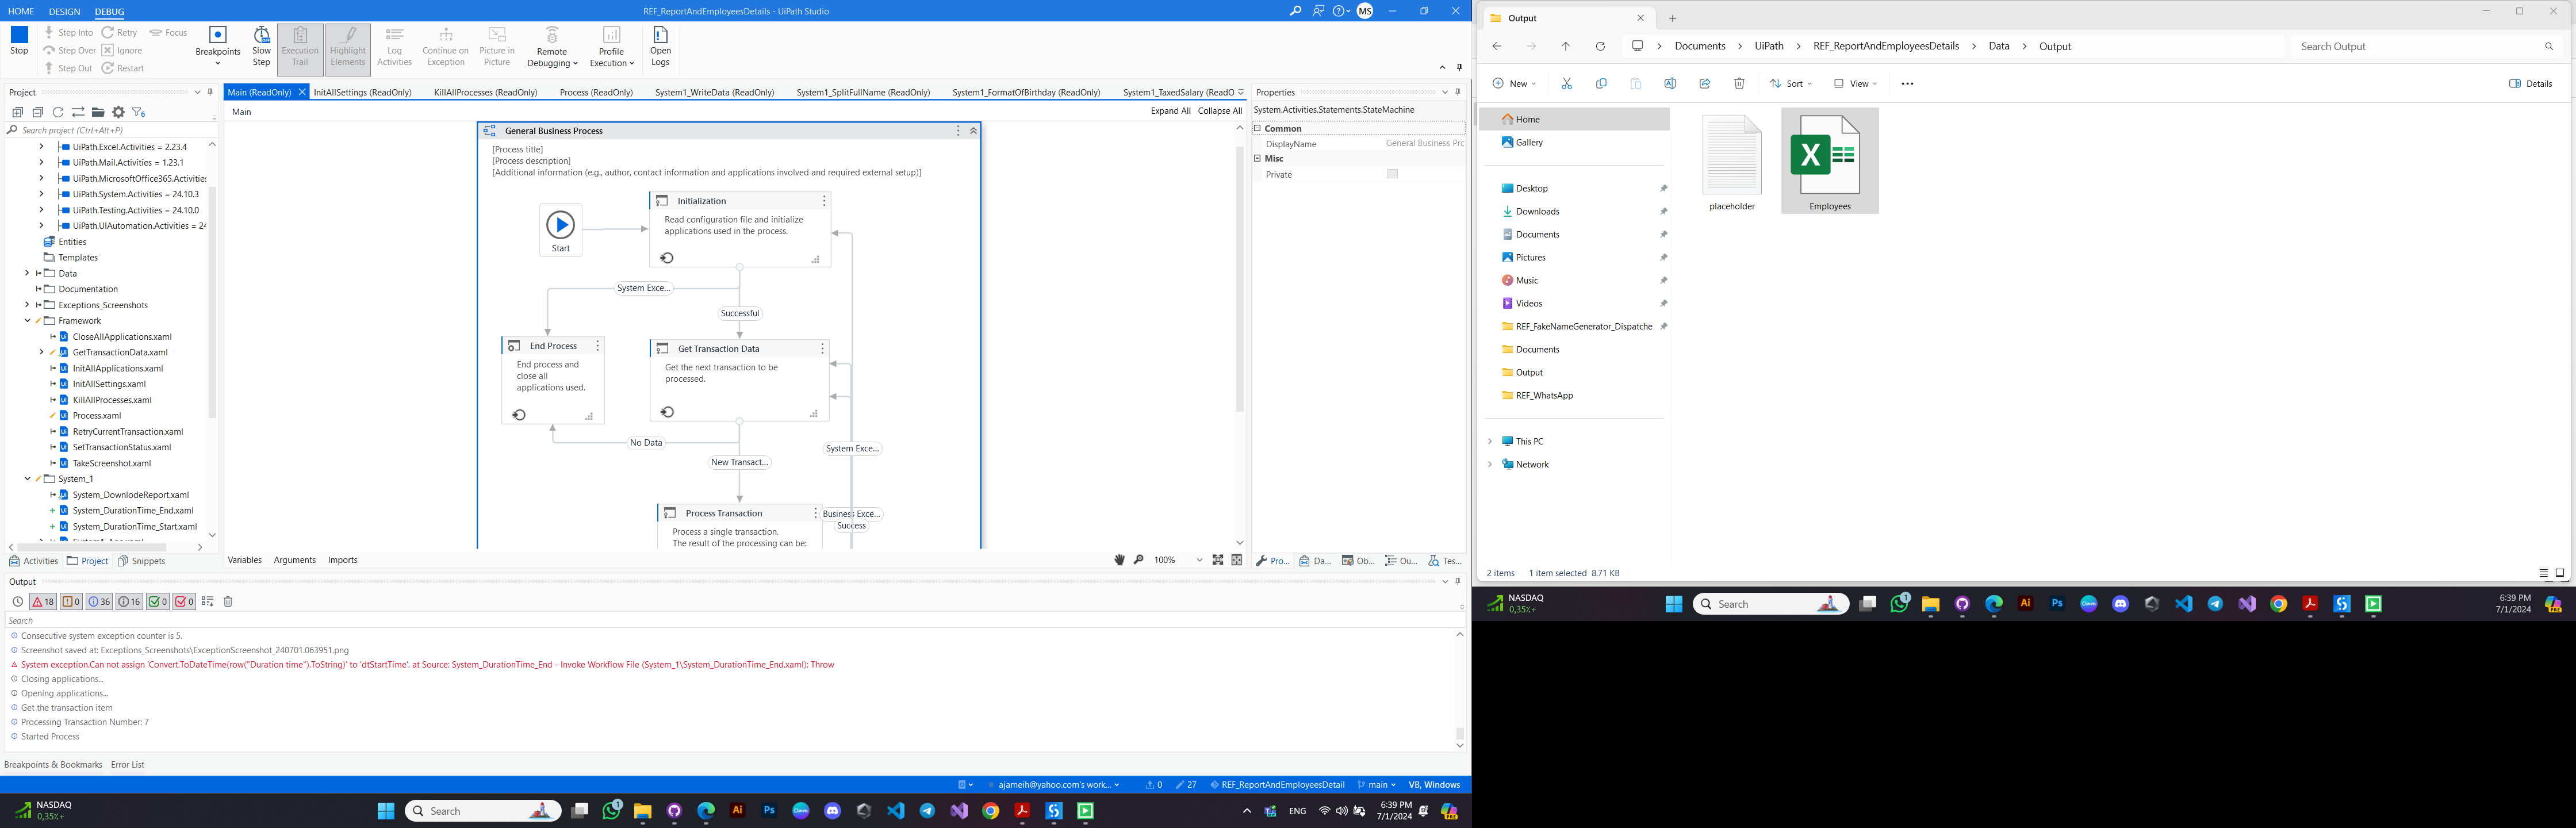 HOME DESIGN DEBUG
REF_ReportAndEmployeesDetails - UiPath Studio
MS
Stop
Step Into Retry Focus
Step Over Ignore
Step Out Restart
Breakpoints
Slow Step
Execution Trail
Highlight Elements
Log Activities
Continue on Exception
Picture in Picture
Remote Debugging
Profile Execution
Open Logs
Project
Search project (Ctrl+Alt+P)
UiPath.Excel.Activities = 2.23.4
UiPath.Mail.Activities = 1.23.1
UiPath.MicrosoftOffice365.Activities
UiPath.System.Activities = 24.10.3
UiPath.Testing.Activities = 24.10.0
UiPath.UIAutomation.Activities = 24
Entities
Templates
Data
Documentation
Exceptions_Screenshots
Framework
CloseAllApplications.xaml
GetTransactionData.xaml
InitAllApplications.xaml
InitAllSettings.xaml
KillAllProcesses.xaml
Process.xaml
RetryCurrentTransaction.xaml
SetTransactionStatus.xaml
TakeScreenshot.xaml
System_1
System_DownlodeReport.xaml
System_DurationTime_End.xaml
System_DurationTime_Start.xaml
Activities Project Snippets
Main (ReadOnly) InitAllSettings (ReadOnly) KillAllProcesses (ReadOnly) Process (ReadOnly) System1_WriteData (ReadOnly) System1_SplitFullName (ReadOnly) System1_FormatOfBirthday (ReadOnly) System1_TaxedSalary (ReadO
Main
Expand All Collapse All
General Business Process
[Process title]
[Process description]
[Additional information (e.g., author, contact information and applications involved and required external setup)]
Start
Initialization
Read configuration file and initialize
applications used in the process.
System Exce...
Successful
End Process
End process and
close all
applications used.
Get Transaction Data
Get the next transaction to be
processed.
No Data
System Exce...
New Transact...
Process Transaction
Business Exce...
Success
Process a single transaction.
The result of the processing can be:
Variables Arguments Imports
100%
Properties
System.Activities.Statements.StateMachine
Common
DisplayName General Business Prc
Misc
Private
Pro... Da... Ob... Ou... Tes...
Output
18 0 36 16 0 0
Search
Consecutive system exception counter is 5.
Screenshot saved at: Exceptions_Screenshots\ExceptionScreenshot_240701.063951.png
System exception.Can not assign 'Convert.ToDateTime(row("Duration time").ToString)' to 'dtStartTime'. at Source: System_DurationTime_End - Invoke Workflow File (System_1\System_DurationTime_End.xaml): Throw
Closing applications...
Opening applications...
Get the transaction item
Processing Transaction Number: 7
Started Process
Breakpoints & Bookmarks Error List
ajameih@yahoo.com's work... 0 27 REF_ReportAndEmployeesDetail main VB, Windows
NASDAQ
0,35% +
Search
1
Ai
Ps
ENG
6:39 PM
7/1/2024
Output
Documents UiPath REF_ReportAndEmployeesDetails Data Output
Search Output
New Sort View Details
Home
Gallery
Desktop
Downloads
Documents
Pictures
Music
Videos
REF_FakeNameGenerator_Dispatche
Documents
Output
REF_WhatsApp
This PC
Network
placeholder
X
Employees
2 items 1 item selected 8.71 KB
NASDAQ
0,35% +
Search
1
Ai
Ps
6:39 PM
7/1/2024